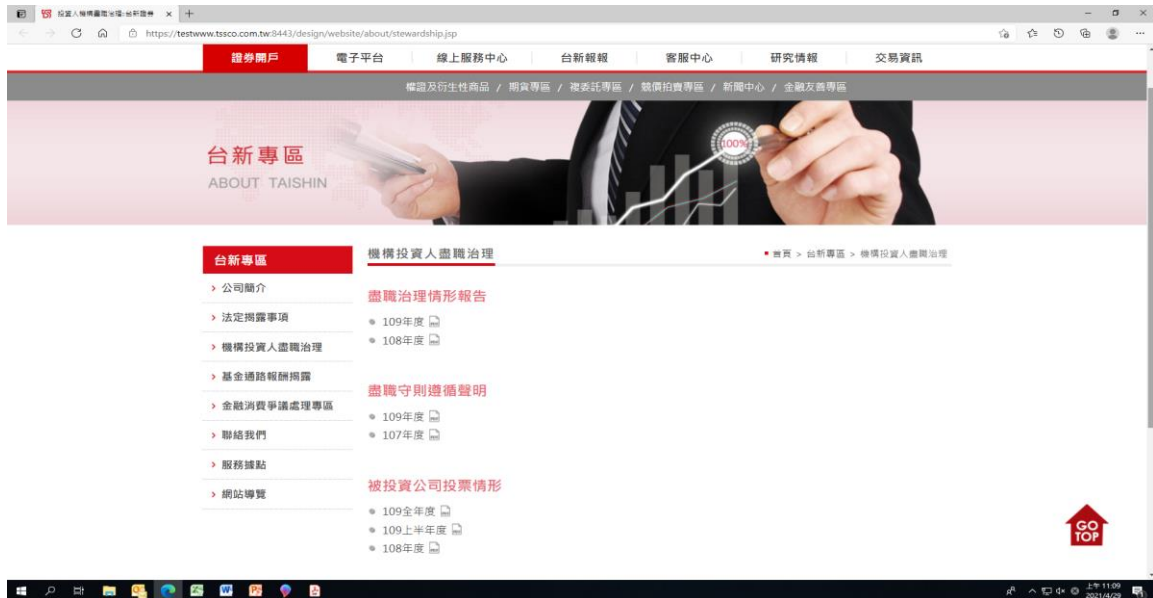 投資人機構盡職治理-台新證券
https://testwww.tssco.com.tw:8443/design/website/about/stewardship.jsp
證券開戶 電子平台 線上服務中心 台新報報 客服中心 研究情報 交易資訊
權證及衍生性商品 / 期貨專區 / 複委託專區 / 競價拍賣專區 / 新聞中心 / 金融友善專區
100%
台新專區
ABOUT TAISHIN
台新專區
公司簡介
法定揭露事項
機構投資人盡職治理
基金通路報酬揭露
金融消費爭議處理專區
聯絡我們
服務據點
網站導覽
機構投資人盡職治理
首頁 > 台新專區 > 機構投資人盡職治理
盡職治理情形報告
109年度
108年度
盡職守則遵循聲明
109年度
107年度
被投資公司投票情形
109全年度
109上半年度
108年度
GO
TOP
上午 11:09
2021/4/29